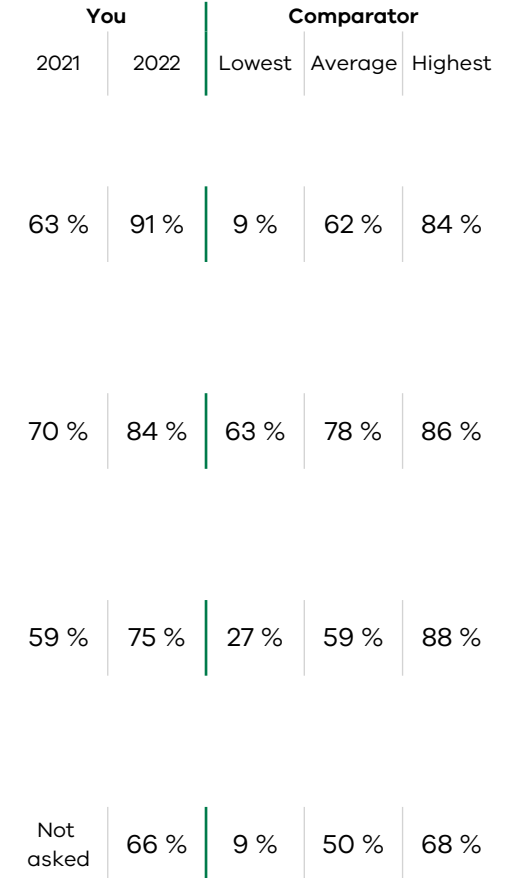 You Comparator
2021 2022 Lowest Average Highest
63 % 91 % 9 % 62 % 84 %
70 % 84 % 63 % 78 % 86 %
59 % 75 % 27 % 59 % 88 %
Not
asked 66 % 9 % 50 % 68 %